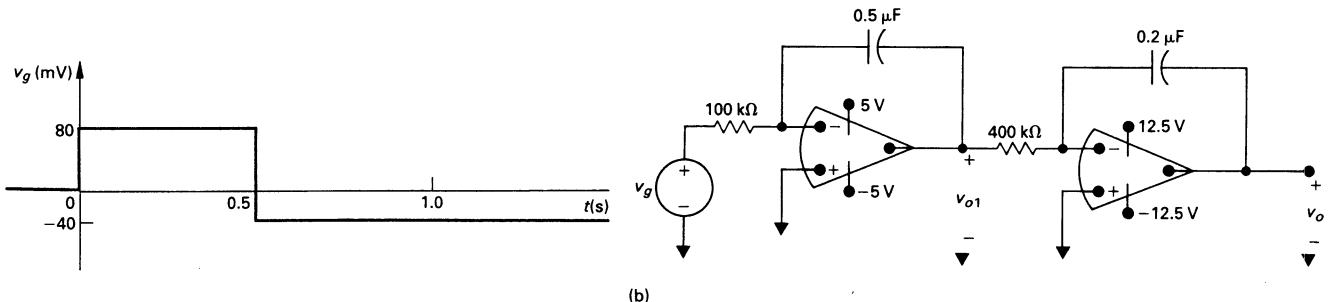 v_g (mV)
80
0
0.5
1.0
t(s)
−40
0.5 μF
0.2 μF
100 kΩ
5 V
−
+
−5 V
v_g
+
−
400 kΩ
12.5 V
−
+
−12.5 V
+
v_o1
−
+
v_o
−
(b)